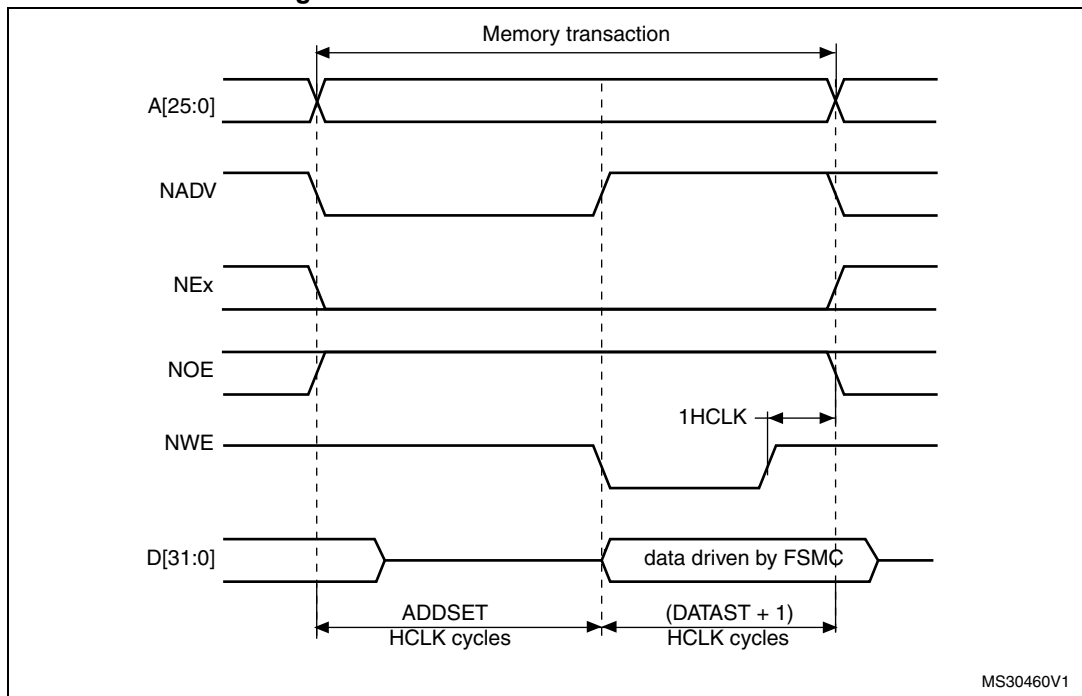 g
Memory transaction
A[25:0]
NADV
NEx
NOE
1HCLK
NWE
D[31:0]
data driven by FSMC
ADDSET
HCLK cycles
(DATAST + 1)
HCLK cycles
MS30460V1